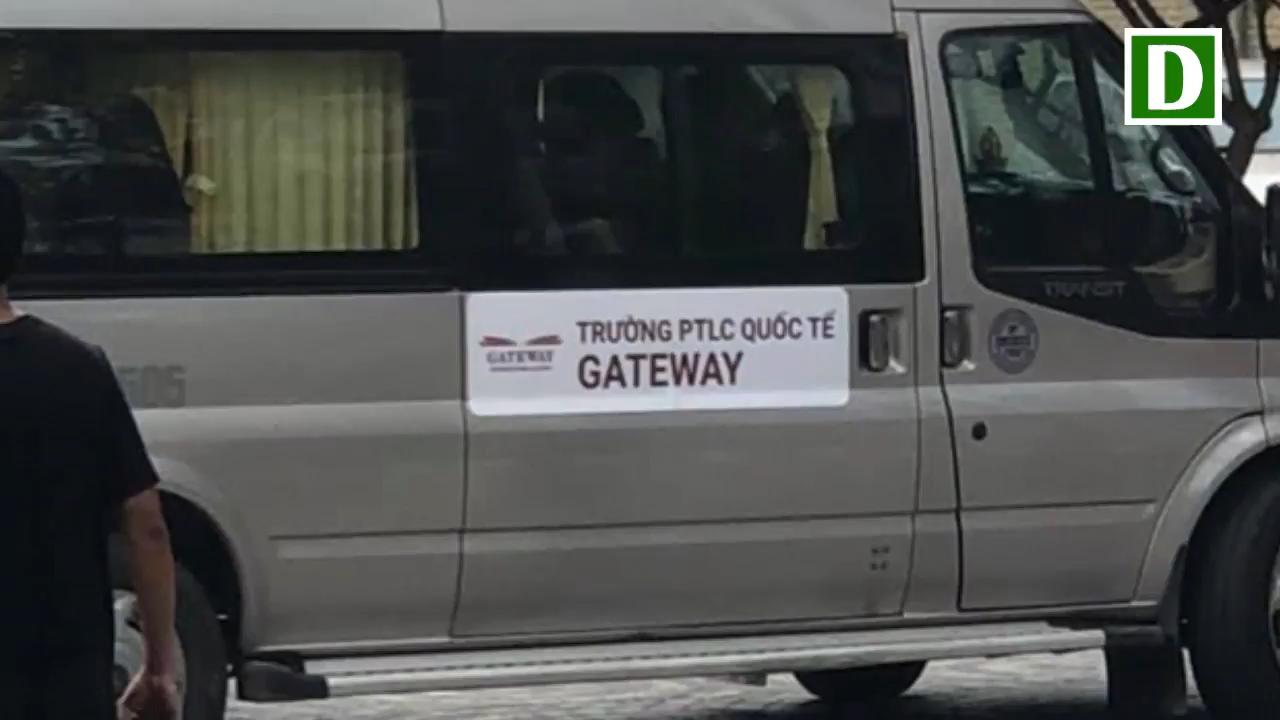 D
TRANSIT
TRƯỜNG PTLC QUỐC TẾ
GATEWAY
GATEWAY